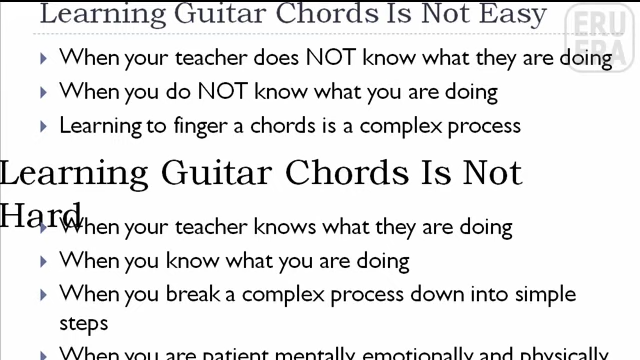 Learning Guitar Chords Is Not Easy
ERU
ERA
When your teacher does NOT know what they are doing
When you do NOT know what you are doing
Learning to finger a chords is a complex process
Learning Guitar Chords Is Not
Hard
When your teacher knows what they are doing
When you know what you are doing
When you break a complex process down into simple
steps
When you are patient mentally emotionally and physically